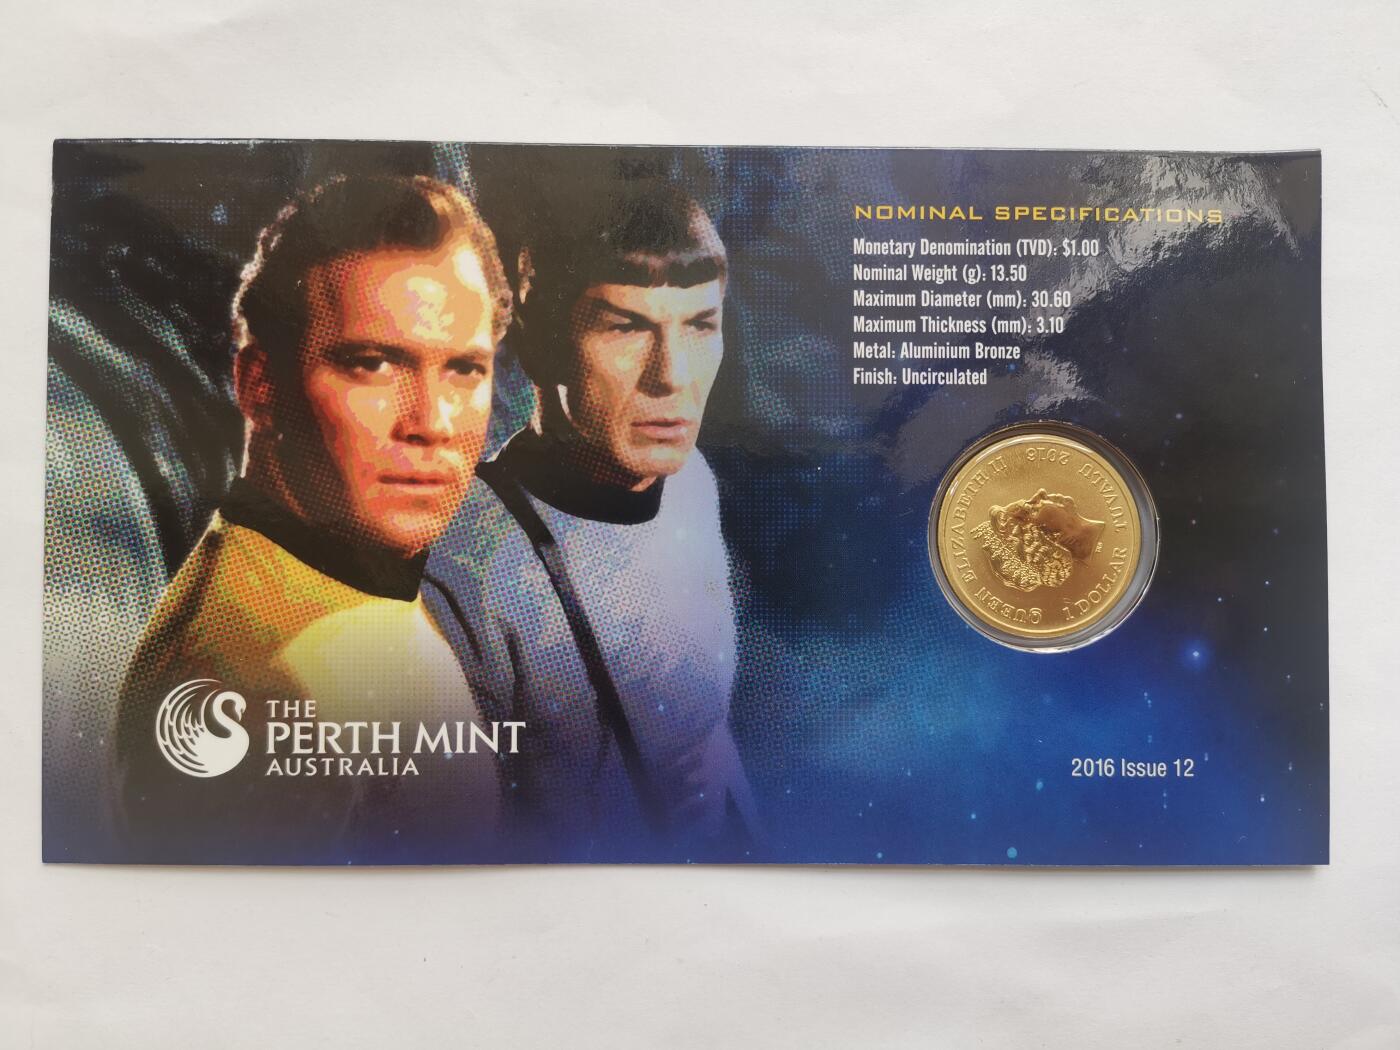 NOMINAL SPECIFICATIONS
Monetary Denomination (TVD): $1.00
Nominal Weight (g): 13.50
Maximum Diameter (mm): 30.60
Maximum Thickness (mm): 3.10
Metal: Aluminium Bronze
Finish: Uncirculated
QUEEN ELIZABETH II 2016 TUVALU
1 DOLLAR
THE
PERTH MINT
AUSTRALIA
2016 Issue 12